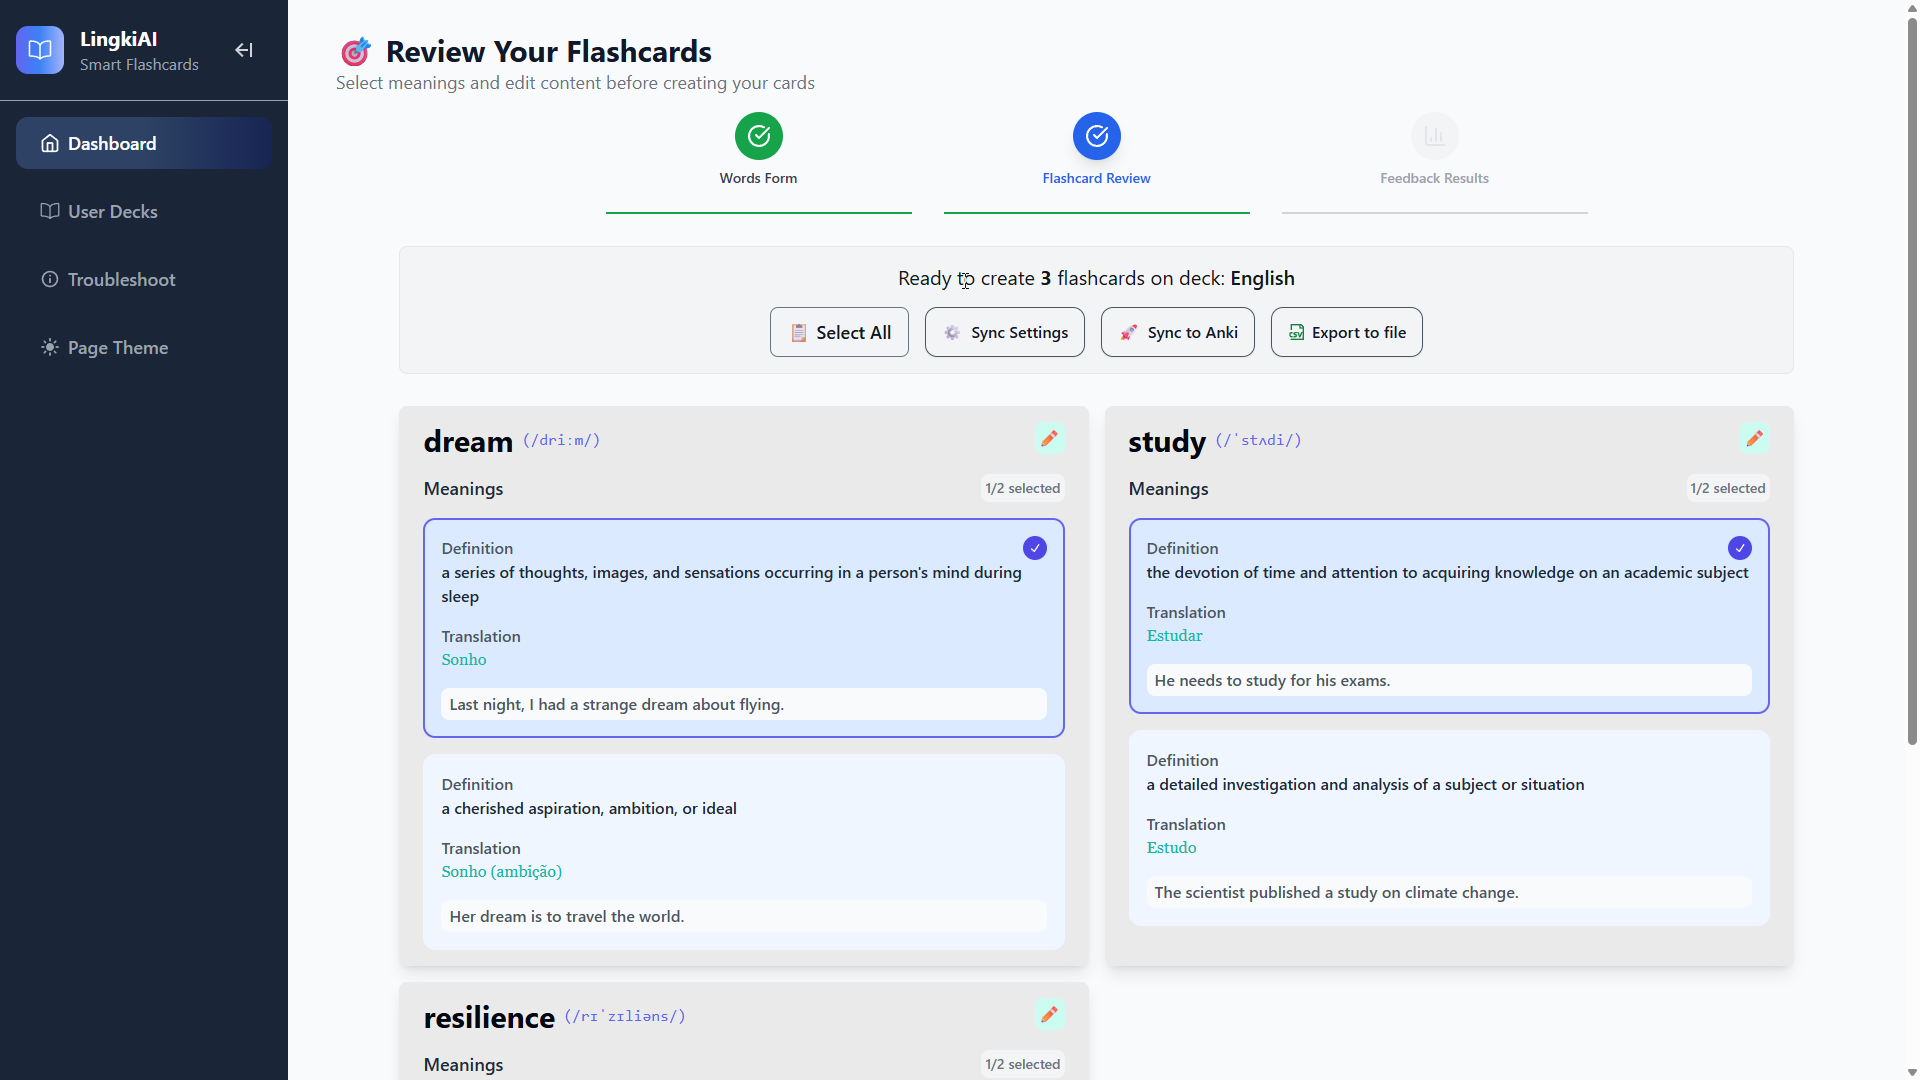 LingkiAI
Smart Flashcards
Dashboard
User Decks
Troubleshoot
Page Theme
Review Your Flashcards
Select meanings and edit content before creating your cards
Words Form
Flashcard Review
Feedback Results
Ready to create 3 flashcards on deck: English
Select All
Sync Settings
Sync to Anki
CSV
Export to file
dream (/driːm/)
Meanings
1/2 selected
Definition
a series of thoughts, images, and sensations occurring in a person's mind during
sleep
Translation
Sonho
Last night, I had a strange dream about flying.
Definition
a cherished aspiration, ambition, or ideal
Translation
Sonho (ambição)
Her dream is to travel the world.
study (/ˈstʌdi/)
Meanings
1/2 selected
Definition
the devotion of time and attention to acquiring knowledge on an academic subject
Translation
Estudar
He needs to study for his exams.
Definition
a detailed investigation and analysis of a subject or situation
Translation
Estudo
The scientist published a study on climate change.
resilience (/rɪˈzɪliəns/)
Meanings
1/2 selected